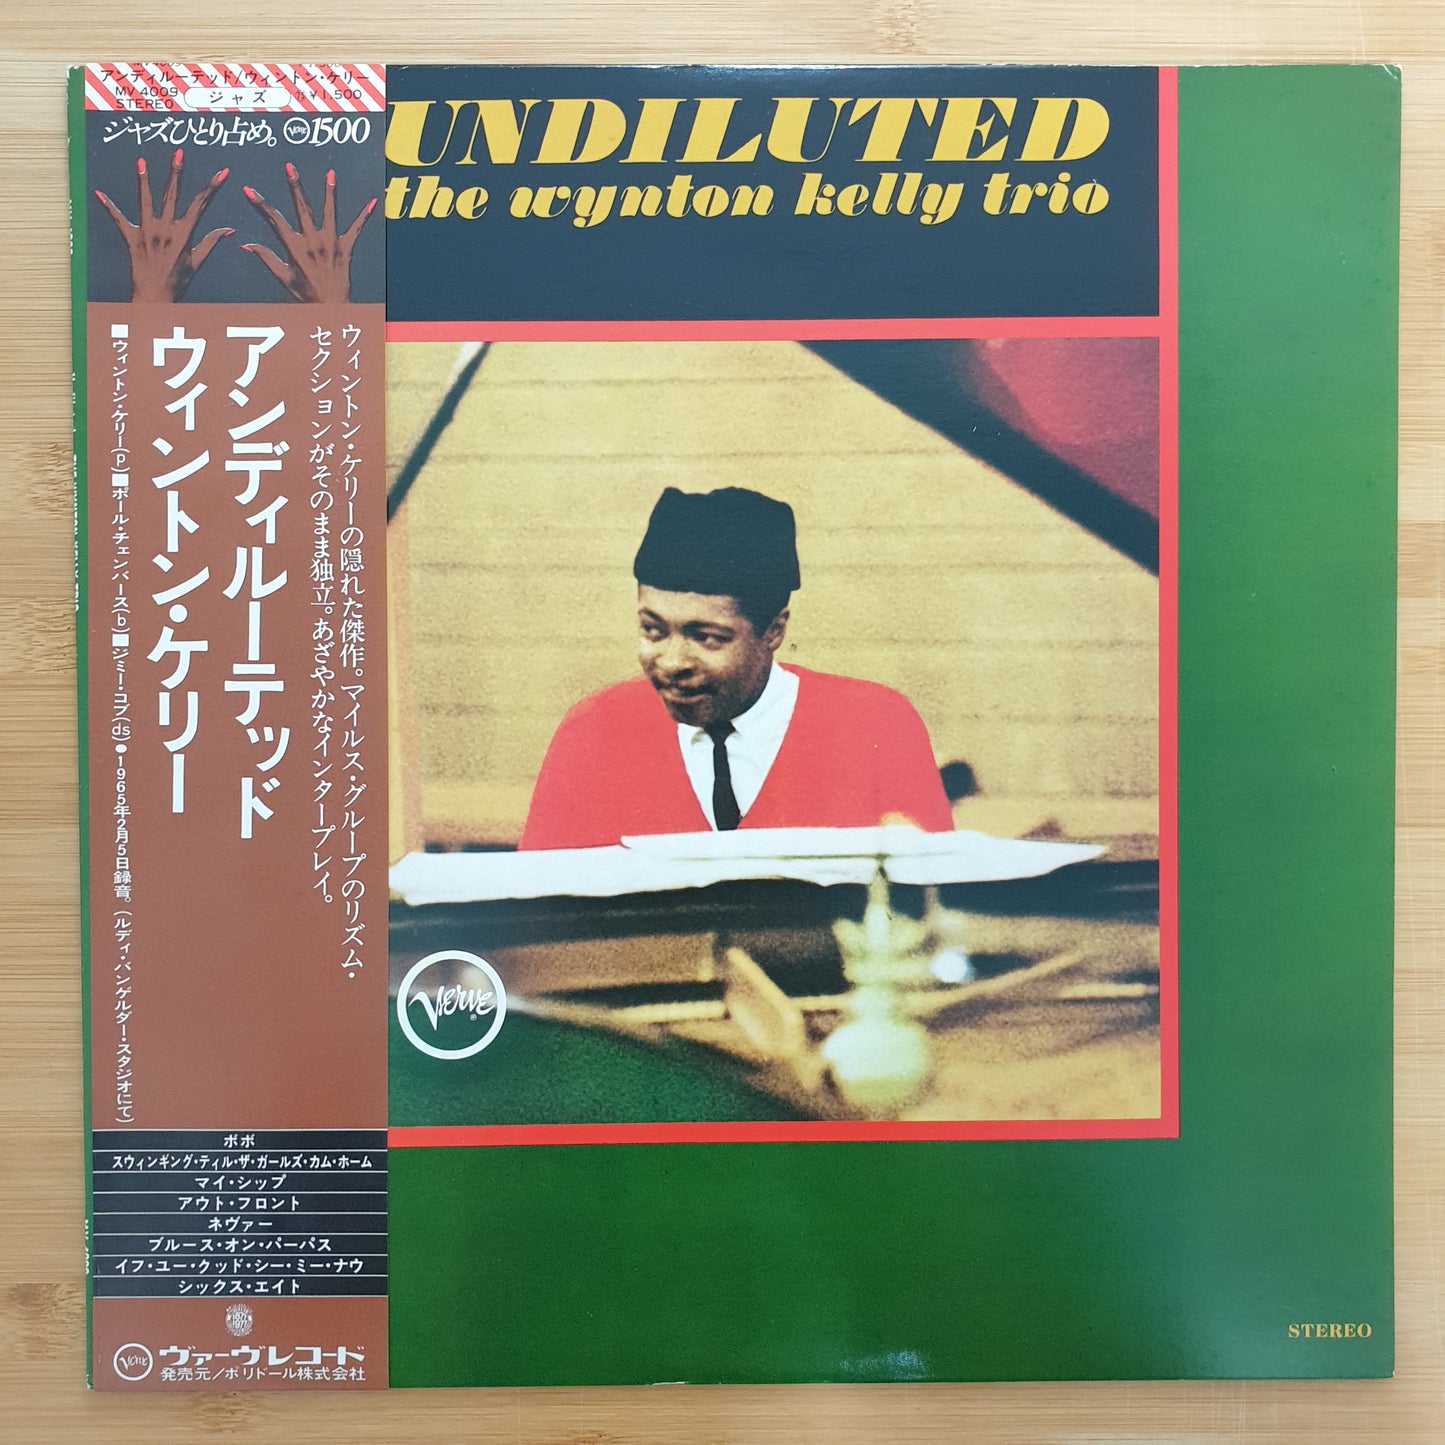 アンディルーテッド/ウィントン・ケリー
MV 4009
STEREO
ジャズ
¥1,500
ジャズひとり占め。
Verve
1500
UNDILUTED
the wynton kelly trio
ウィントン・ケリーの隠れた傑作。マイルス・グループのリズム・
セクションがそのまま独立。あざやかなインタープレイ。
アンディルーテッド
ウィントン・ケリー
■ウィントン・ケリー(p)■ポール・チェンバース(b)■ジミー・コブ(ds)●1965年2月5日録音。(ルディ・バンゲルダー・スタジオにて)
VERVE
®
ボボ
スウィンギング・ティル・ザ・ガールズ・カム・ホーム
マイ・シップ
アウト・フロント
ネヴァー
ブルース・オン・パーパス
イフ・ユー・クッド・シー・ミー・ナウ
シックス・エイト
1877
1977
Verve
ヴァーヴレコード
発売元/ポリドール株式会社
STEREO